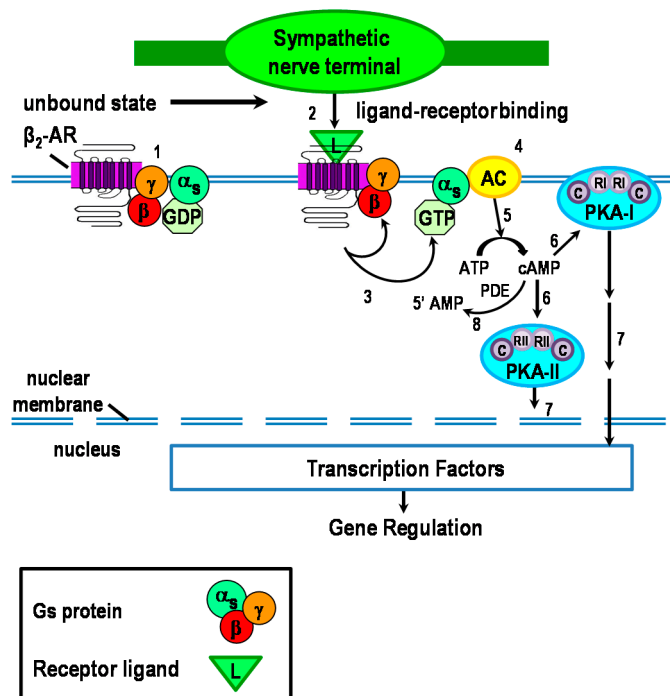 Sympathetic
nerve terminal
unbound state
2
ligand-receptorbinding
β₂-AR
1
L
4
γ
αs
β
GDP
γ
β
αs
GTP
AC
C
RI
RI
C
PKA-I
5
6
ATP
cAMP
3
PDE
5' AMP
8
6
7
C
RII
RII
C
PKA-II
7
nuclear
membrane
nucleus
Transcription Factors
Gene Regulation
Gs protein
αs
γ
β
Receptor ligand
L